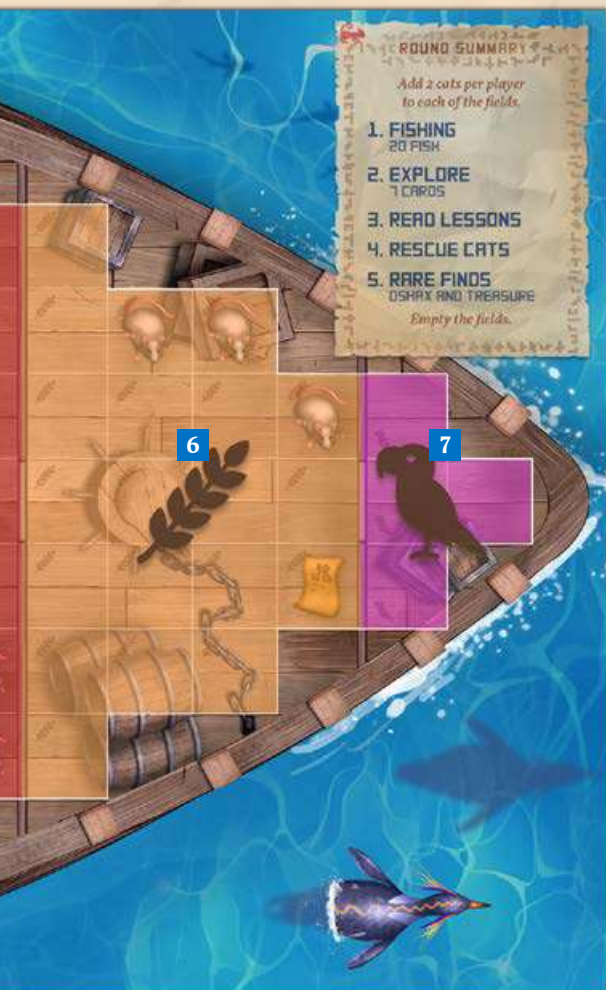 ROUND SUMMARY
Add 2 cats per player
to each of the fields.
1. FISHING
20 FISH
2. EXPLORE
7 CARDS
3. READ LESSONS
4. RESCUE CATS
5. RARE FINDS
OSHAX AND TREASURE
Empty the fields.
6
7